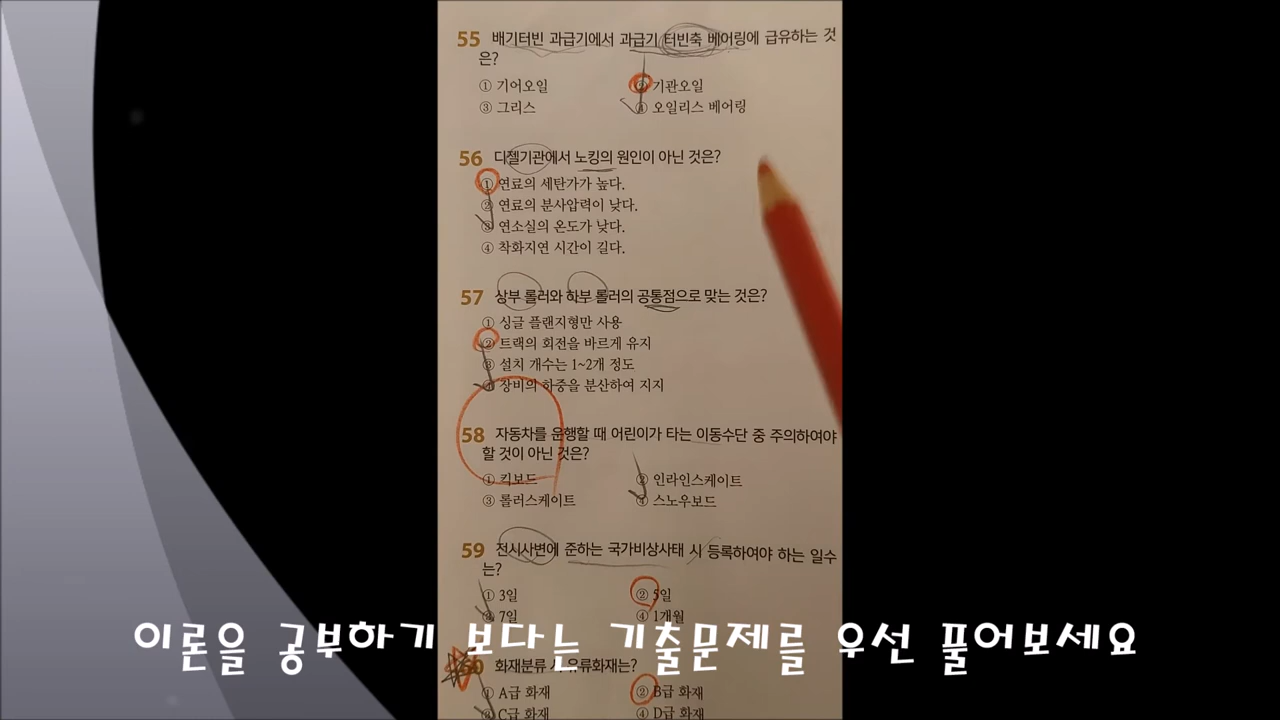 55 배기터빈 과급기에서 과급기 터빈축 베어링에 급유하는 것
은?
① 기어오일 ② 기관오일
③ 그리스 ④ 오일리스 베어링
56 디젤기관에서 노킹의 원인이 아닌 것은?
① 연료의 세탄가가 높다.
② 연료의 분사압력이 낮다.
③ 연소실의 온도가 낮다.
④ 착화지연 시간이 길다.
57 상부 롤러와 하부 롤러의 공통점으로 맞는 것은?
① 싱글 플랜지형만 사용
② 트랙의 회전을 바르게 유지
③ 설치 개수는 1~2개 정도
④ 장비의 하중을 분산하여 지지
58 자동차를 운행할 때 어린이가 타는 이동수단 중 주의하여야
할 것이 아닌 것은?
① 킥보드 ② 인라인스케이트
③ 롤러스케이트 ④ 스노우보드
59 전시사변에 준하는 국가비상사태 시 등록하여야 하는 일수
는?
① 3일 ② 5일
③ 7일 ④ 1개월
이론을 공부하기 보다는 기출문제를 우선 풀어보세요
60 화재분류 시 유류화재는?
① A급 화재 ② B급 화재
③ C급 화재 ④ D급 화재